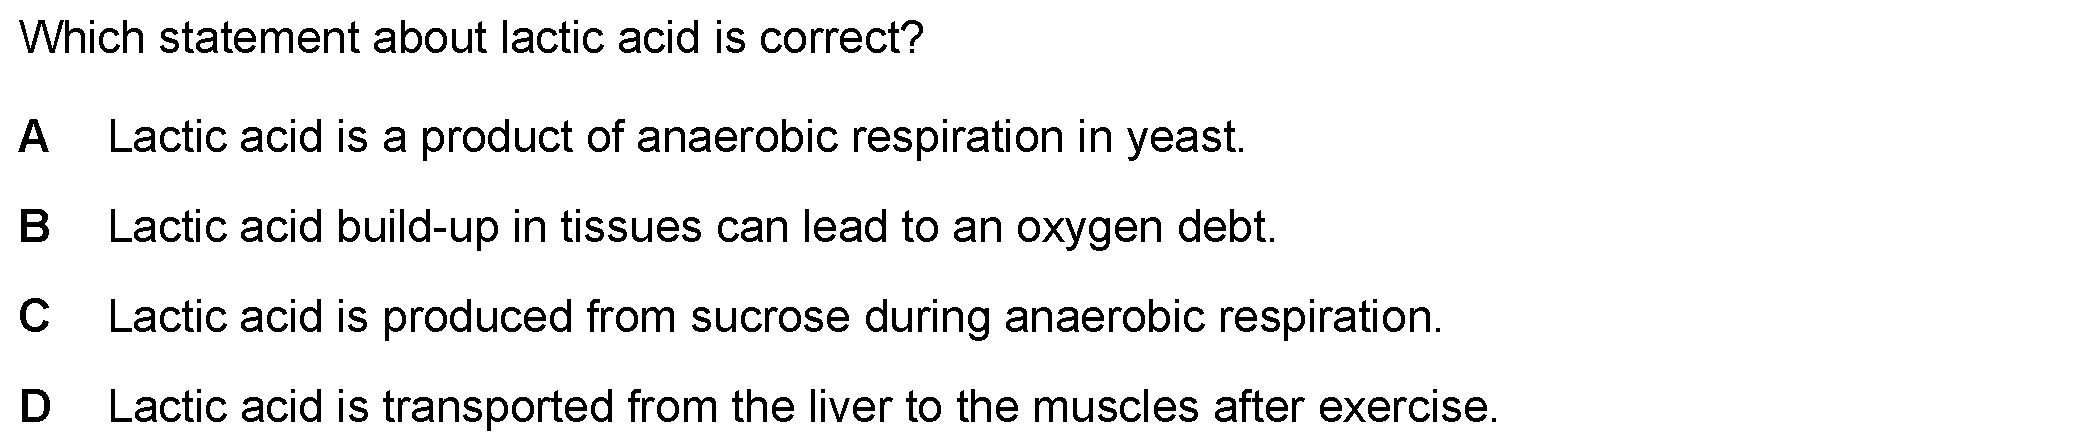 Which statement about lactic acid is correct?
A Lactic acid is a product of anaerobic respiration in yeast.
B Lactic acid build-up in tissues can lead to an oxygen debt.
C Lactic acid is produced from sucrose during anaerobic respiration.
D Lactic acid is transported from the liver to the muscles after exercise.